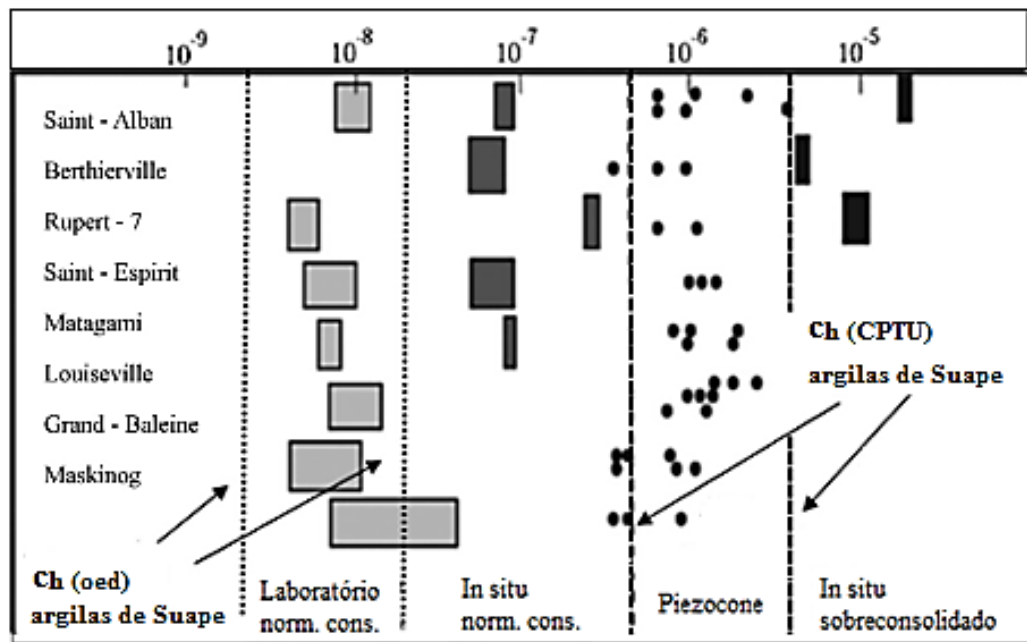 10-9 10-8 10-7 10-6 10-5
Saint - Alban
Berthierville
Rupert - 7
Saint - Espirit
Matagami
Louiseville
Grand - Baleine
Maskinog
Ch (CPTU)
argilas de Suape
Ch (oed)
argilas de Suape
Laboratório
norm. cons.
In situ
norm. cons.
Piezocone
In situ
sobreconsolidado